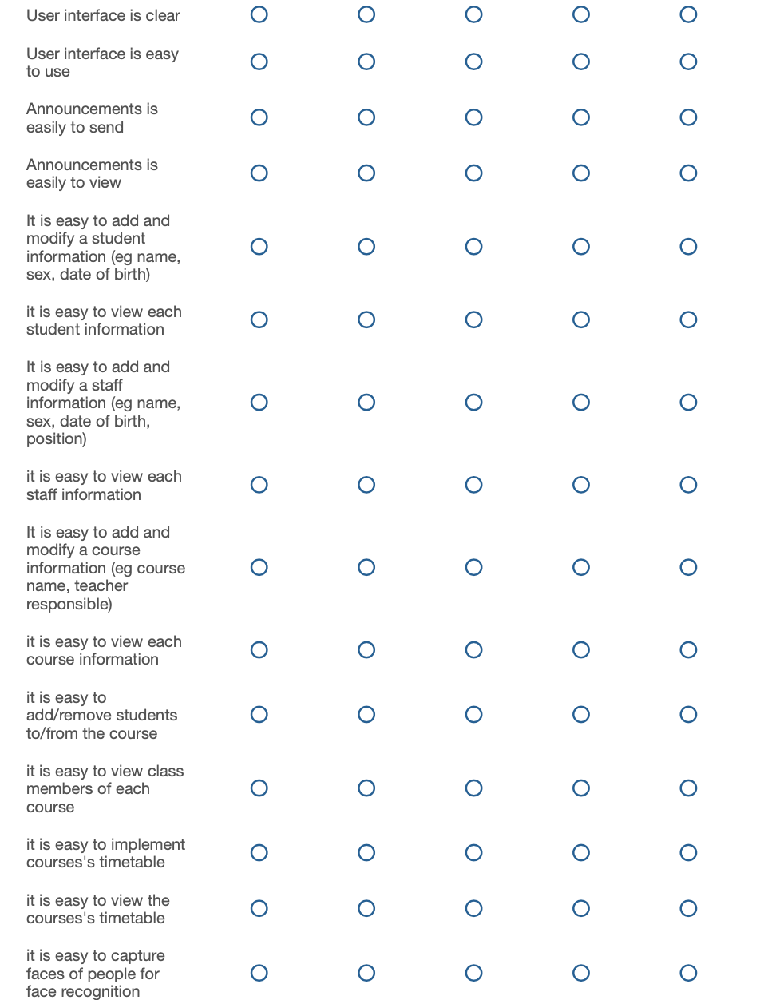 User interface is clear
User interface is easy
to use
Announcements is
easily to send
Announcements is
easily to view
It is easy to add and
modify a student
information (eg name,
sex, date of birth)
it is easy to view each
student information
It is easy to add and
modify a staff
information (eg name,
sex, date of birth,
position)
it is easy to view each
staff information
It is easy to add and
modify a course
information (eg course
name, teacher
responsible)
it is easy to view each
course information
it is easy to
add/remove students
to/from the course
it is easy to view class
members of each
course
it is easy to implement
courses's timetable
it is easy to view the
courses's timetable
it is easy to capture
faces of people for
face recognition